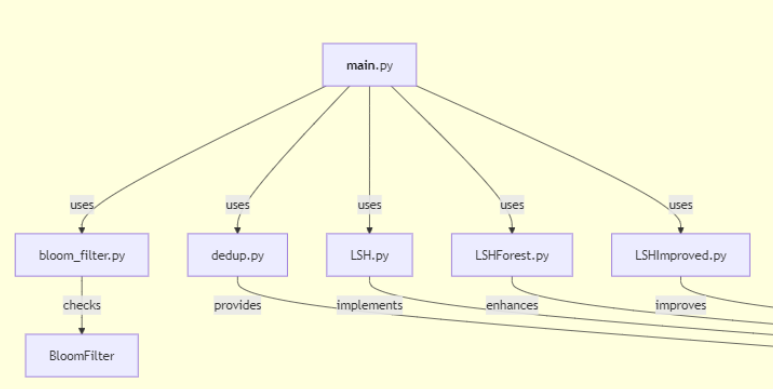 main.py
uses
uses
uses
uses
uses
bloom_filter.py
dedup.py
LSH.py
LSHForest.py
LSHImproved.py
checks
provides
implements
enhances
improves
BloomFilter